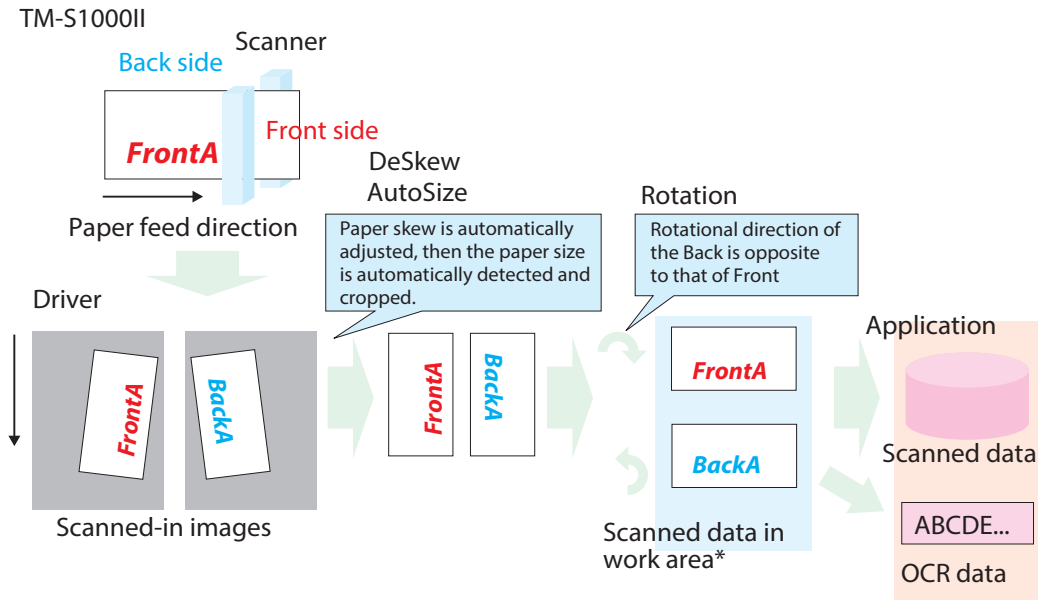 TM-S1000II
Scanner
Back side
Front side
FrontA
Paper feed direction
DeSkew
AutoSize
Paper skew is automatically
adjusted, then the paper size
is automatically detected and
cropped.
Rotation
Rotational direction of
the Back is opposite
to that of Front
Driver
FrontA
BackA
Scanned-in images
FrontA
BackA
FrontA
BackA
Scanned data in
work area*
Application
Scanned data
ABCDE...
OCR data